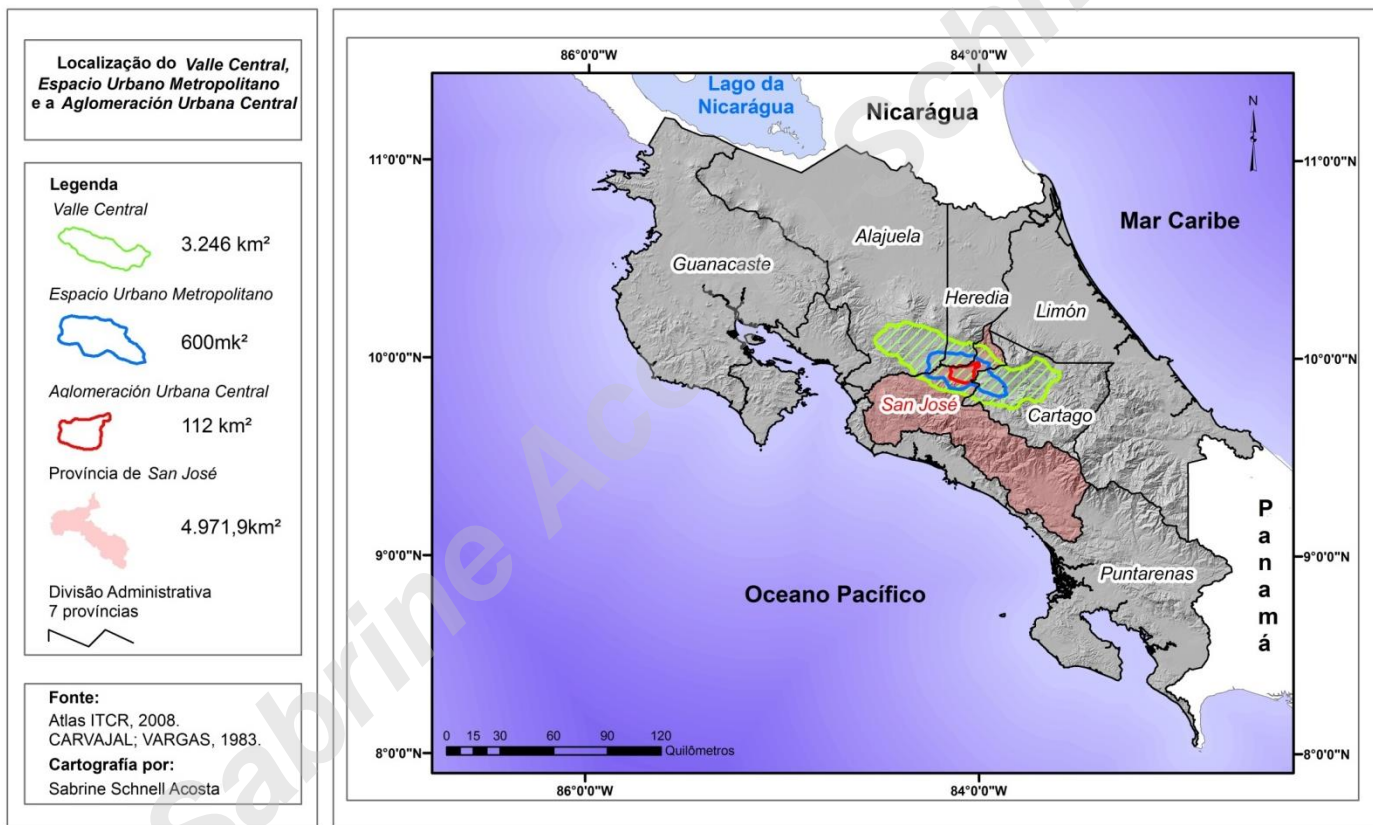 Localização do Valle Central,
Espacio Urbano Metropolitano
e a Aglomeración Urbana Central
Legenda
Valle Central
3.246 km²
Espacio Urbano Metropolitano
600mk²
Aglomeración Urbana Central
112 km²
Província de San José
4.971,9km²
Divisão Administrativa
7 províncias
Fonte:
Atlas ITCR, 2008.
CARVAJAL; VARGAS, 1983.
Cartografía por:
Sabrine Schnell Acosta
86°0'0"W
84°0'0"W
Lago da
Nicarágua
Nicarágua
N
11°0'0"N
11°0'0"N
Mar Caribe
Alajuela
Guanacaste
Heredia
Limón
10°0'0"N
10°0'0"N
San José
Cartago
Panamá
9°0'0"N
9°0'0"N
Puntarenas
Oceano Pacífico
0 15 30 60 90 120
Quilômetros
8°0'0"N
8°0'0"N
86°0'0"W
84°0'0"W